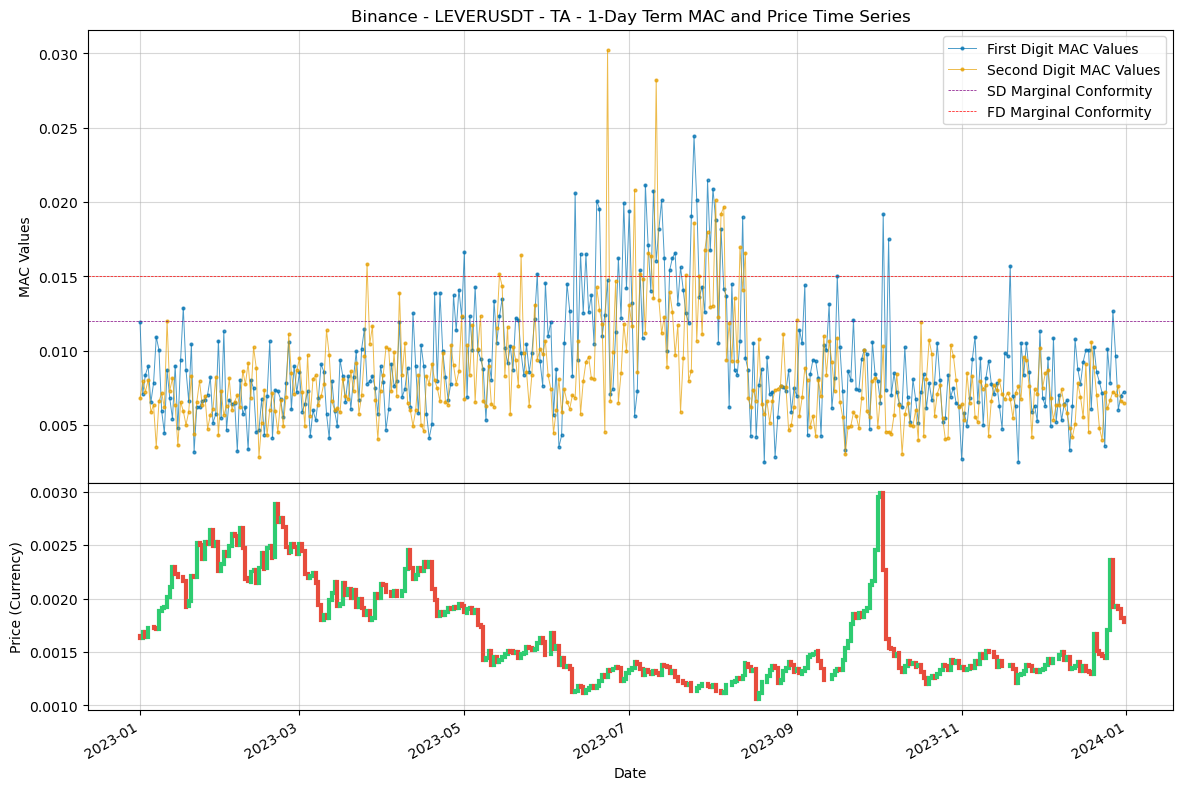 Binance - LEVERUSDT - TA - 1-Day Term MAC and Price Time Series
First Digit MAC Values
Second Digit MAC Values
SD Marginal Conformity
FD Marginal Conformity
MAC Values
0.030
0.025
0.020
0.015
0.010
0.005
Price (Currency)
0.0030
0.0025
0.0020
0.0015
0.0010
2023-01
2023-03
2023-05
2023-07
2023-09
2023-11
2024-01
Date